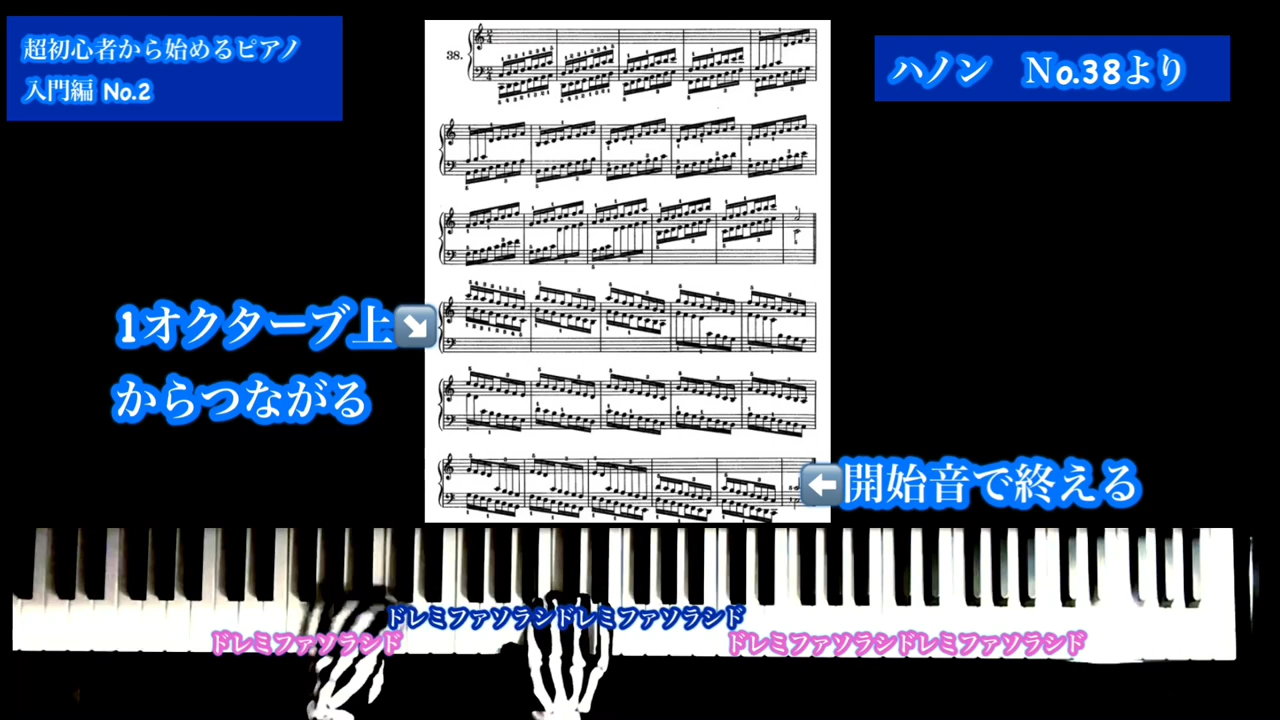 超初心者から始めるピアノ
入門編 No.2
ハノン No.38より
38.
1オクターブ上↘
からつながる
←開始音で終える
ドレミファソラシドレミファソラシド
ドレミファソラシド
ドレミファソラシドレミファソラシド